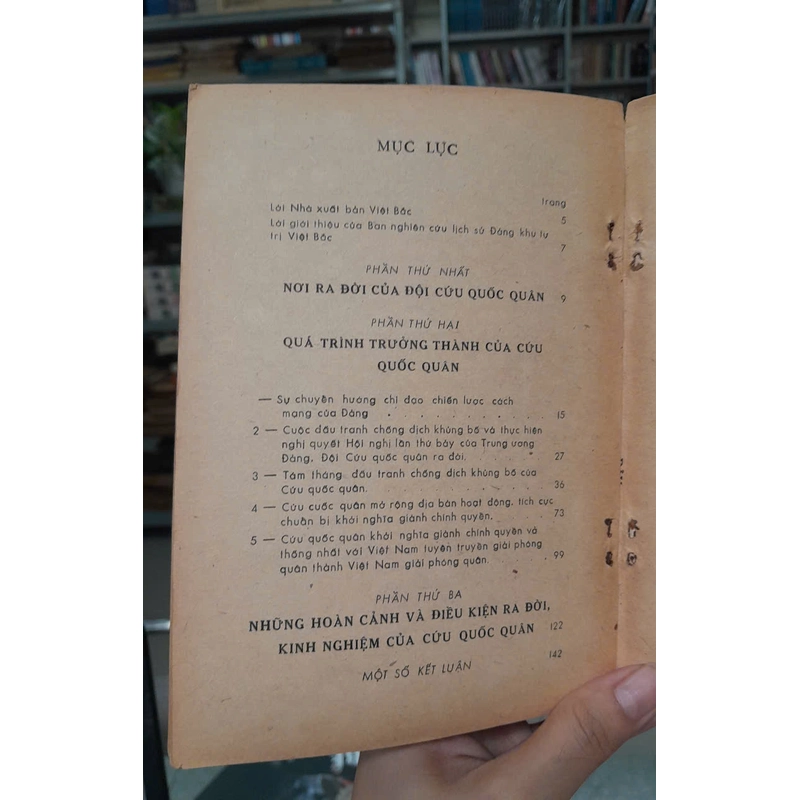 MỤC LỤC
trang
Lời Nhà xuất bản Việt Bắc 5
Lời giới thiệu của Ban nghiên cứu lịch sử Đảng khu tự
trị Việt Bắc 7
PHẦN THỨ NHẤT
NƠI RA ĐỜI CỦA ĐỘI CỨU QUỐC QUÂN 9
PHẦN THỨ HAI
QUÁ TRÌNH TRƯỞNG THÀNH CỦA CỨU
QUỐC QUÂN
— Sự chuyển hướng chỉ đạo chiến lược cách
mạng của Đảng . . . . . . . . . . 15
2 — Cuộc đấu tranh chống địch khủng bố và thực hiện
nghị quyết Hội nghị lần thứ bảy của Trung ương
Đảng, Đội Cứu quốc quân ra đời. . . . . 27
3 — Tám tháng đấu tranh chống địch khủng bố của
Cứu quốc quân. 36
4 — Cứu cuốc quân mở rộng địa bàn hoạt động, tích cực
chuẩn bị khởi nghĩa giành chính quyền. 73
5 — Cứu quốc quân khởi nghĩa giành chính quyền và
thống nhất với Việt Nam tuyên truyền giải phóng
quân thành Việt Nam giải phóng quân. 99
PHẦN THỨ BA
NHỮNG HOÀN CẢNH VÀ ĐIỀU KIỆN RA ĐỜI,
KINH NGHIỆM CỦA CỨU QUỐC QUÂN 122
MỘT SỐ KẾT LUẬN 142